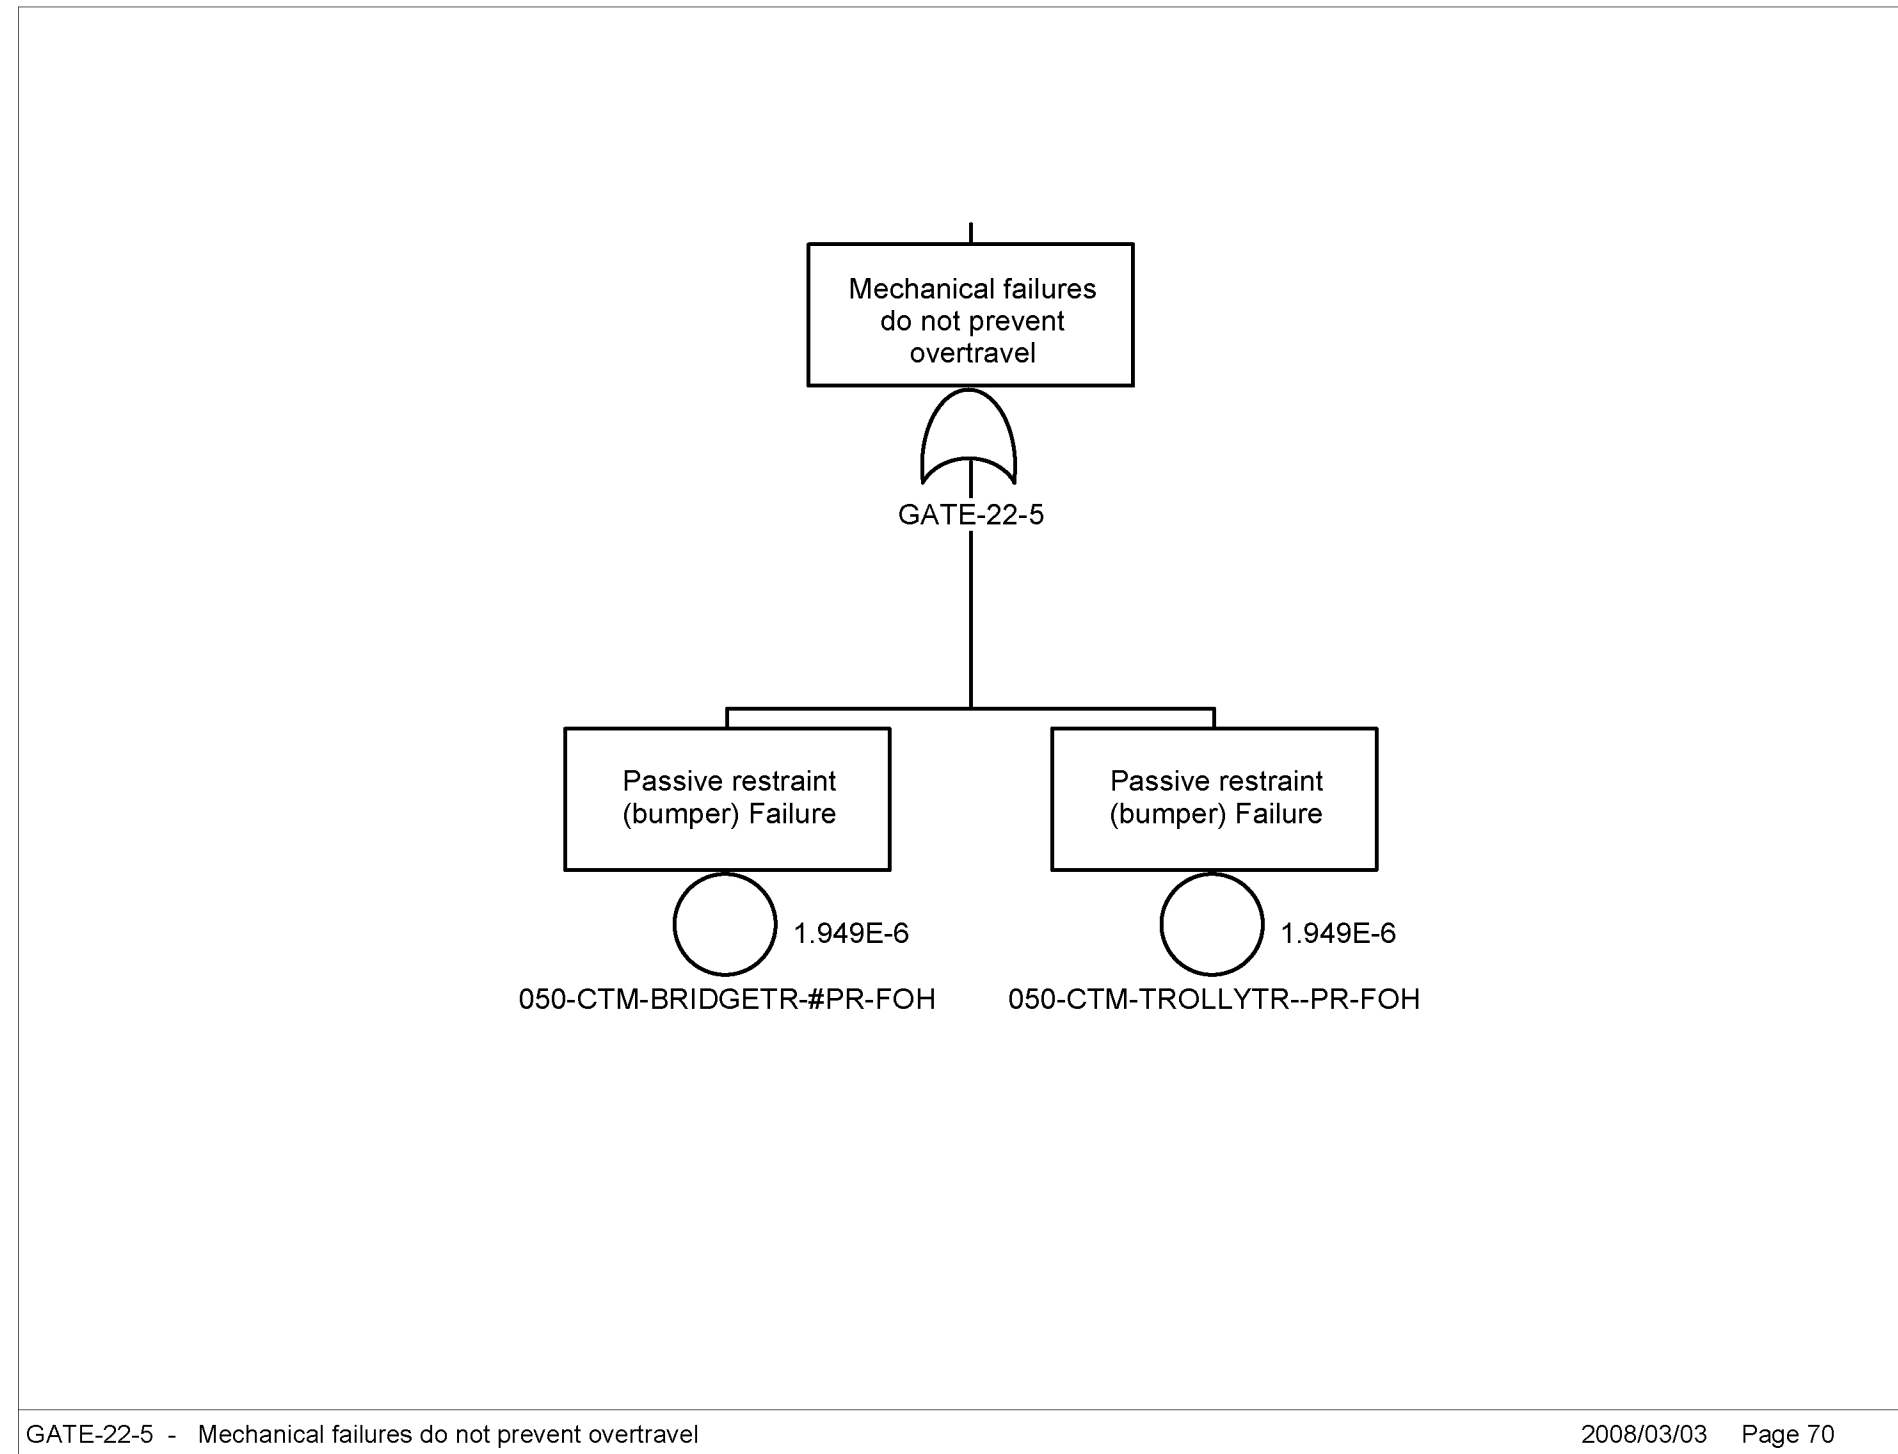 Mechanical failures
do not prevent
overtravel
GATE-22-5
Passive restraint
(bumper) Failure
1.949E-6
050-CTM-BRIDGETR-#PR-FOH
Passive restraint
(bumper) Failure
1.949E-6
050-CTM-TROLLYTR--PR-FOH
GATE-22-5 - Mechanical failures do not prevent overtravel
2008/03/03 Page 70